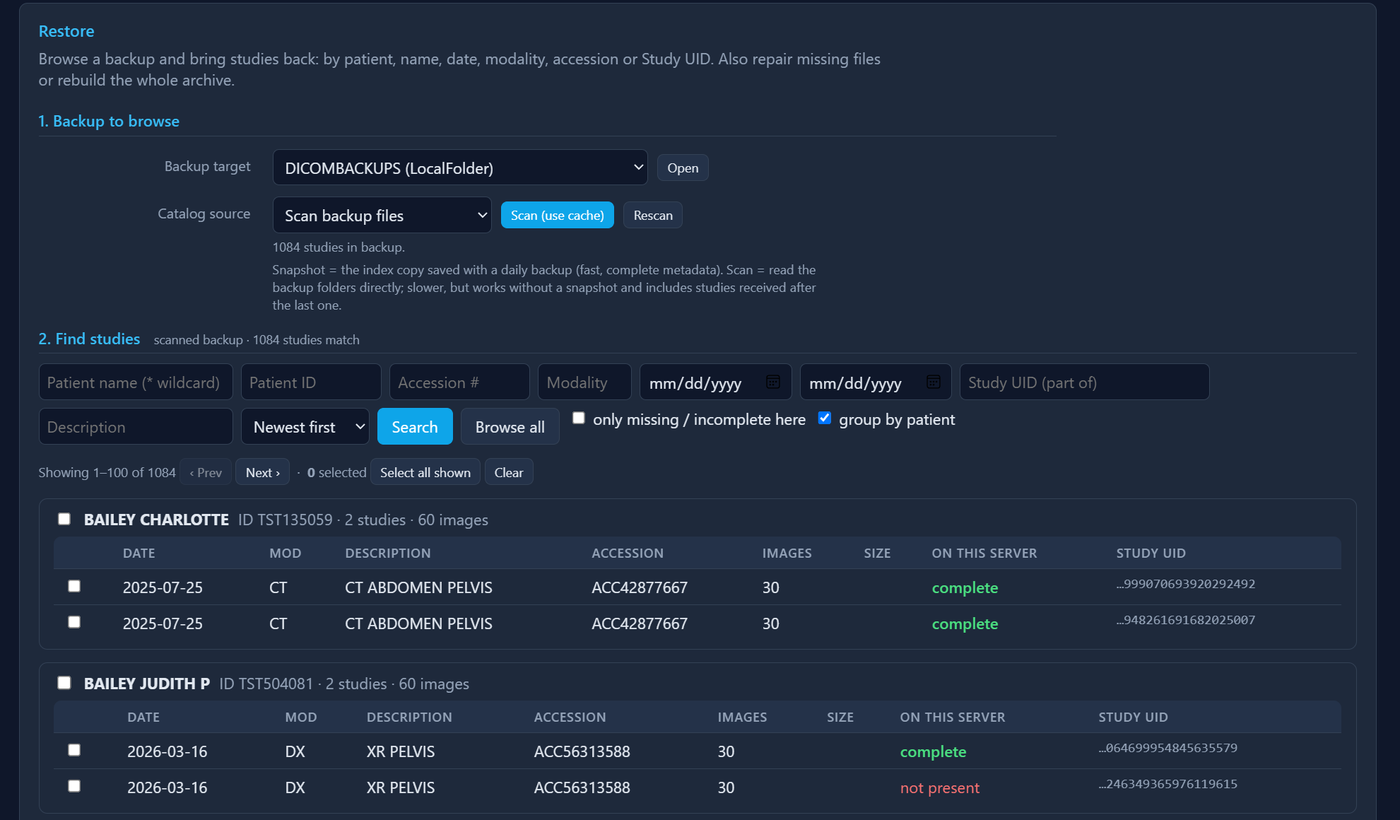 Restore
Browse a backup and bring studies back: by patient, name, date, modality, accession or Study UID. Also repair missing files
or rebuild the whole archive.
1. Backup to browse
Backup target DICOMBACKUPS (LocalFolder) Open
Catalog source Scan backup files Scan (use cache) Rescan
1084 studies in backup.
Snapshot = the index copy saved with a daily backup (fast, complete metadata). Scan = read the
backup folders directly; slower, but works without a snapshot and includes studies received after
the last one.
2. Find studies scanned backup · 1084 studies match
Patient name (* wildcard) Patient ID Accession # Modality mm/dd/yyyy mm/dd/yyyy Study UID (part of)
Description Newest first Search Browse all only missing / incomplete here group by patient
Showing 1–100 of 1084 ‹ Prev Next › · 0 selected Select all shown Clear
BAILEY CHARLOTTE ID TST135059 · 2 studies · 60 images
DATE MOD DESCRIPTION ACCESSION IMAGES SIZE ON THIS SERVER STUDY UID
2025-07-25 CT CT ABDOMEN PELVIS ACC42877667 30 complete …999070693920292492
2025-07-25 CT CT ABDOMEN PELVIS ACC42877667 30 complete …948261691682025007
BAILEY JUDITH P ID TST504081 · 2 studies · 60 images
DATE MOD DESCRIPTION ACCESSION IMAGES SIZE ON THIS SERVER STUDY UID
2026-03-16 DX XR PELVIS ACC56313588 30 complete …064699954845635579
2026-03-16 DX XR PELVIS ACC56313588 30 not present …246349365976119615